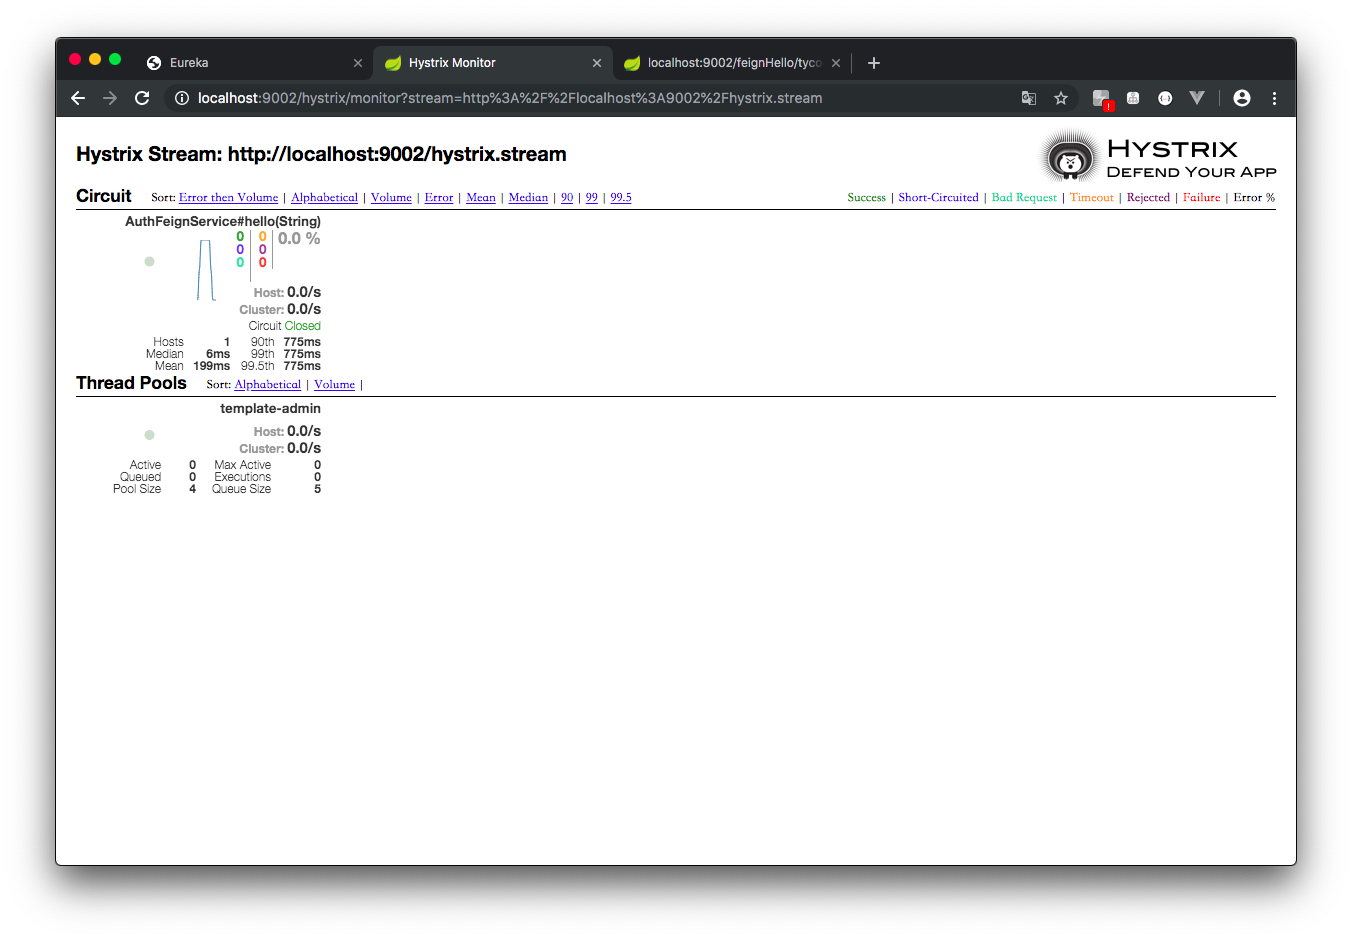 Eureka
Hystrix Monitor
localhost:9002/feignHello/tyco
localhost:9002/hystrix/monitor?stream=http%3A%2F%2Flocalhost%3A9002%2Fhystrix.stream
Hystrix Stream: http://localhost:9002/hystrix.stream
HYSTRIX
DEFEND YOUR APP
Circuit Sort: Error then Volume | Alphabetical | Volume | Error | Mean | Median | 90 | 99 | 99.5
Success | Short-Circuited | Bad Request | Timeout | Rejected | Failure | Error %
AuthFeignService#hello(String)
0 0 0.0 %
0 0
0 0
Host: 0.0/s
Cluster: 0.0/s
Circuit Closed
Hosts 1 90th 775ms
Median 6ms 99th 775ms
Mean 199ms 99.5th 775ms
Thread Pools Sort: Alphabetical | Volume |
template-admin
Host: 0.0/s
Cluster: 0.0/s
Active 0 Max Active 0
Queued 0 Executions 0
Pool Size 4 Queue Size 5